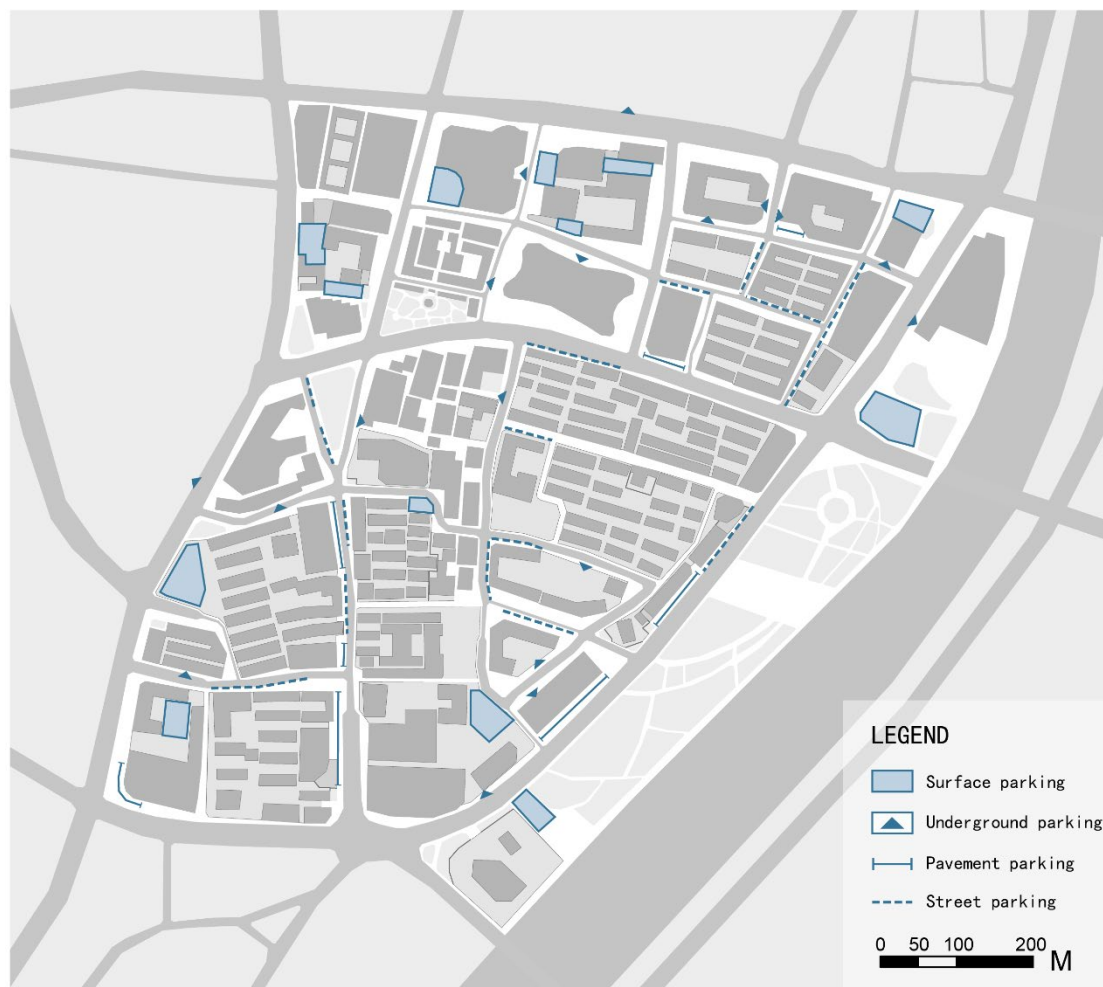 LEGEND
Surface parking
Underground parking
Pavement parking
Street parking
0 50 100 200 M